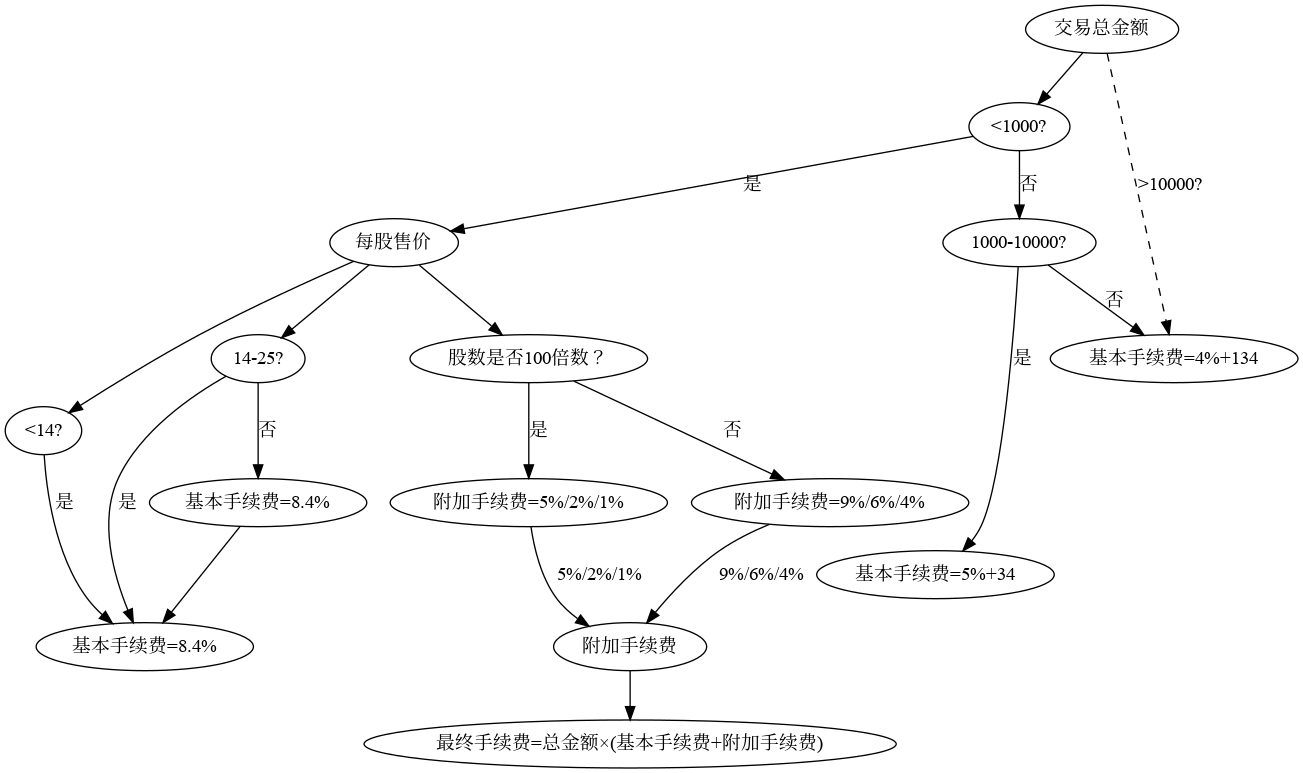 交易总金额
<1000?
是
否
>10000?
每股售价
1000-10000?
否
14-25?
股数是否100倍数？
是
基本手续费=4%+134
<14?
否
是
否
是
是
基本手续费=8.4%
附加手续费=5%/2%/1%
附加手续费=9%/6%/4%
5%/2%/1%
9%/6%/4%
基本手续费=5%+34
基本手续费=8.4%
附加手续费
最终手续费=总金额×(基本手续费+附加手续费)